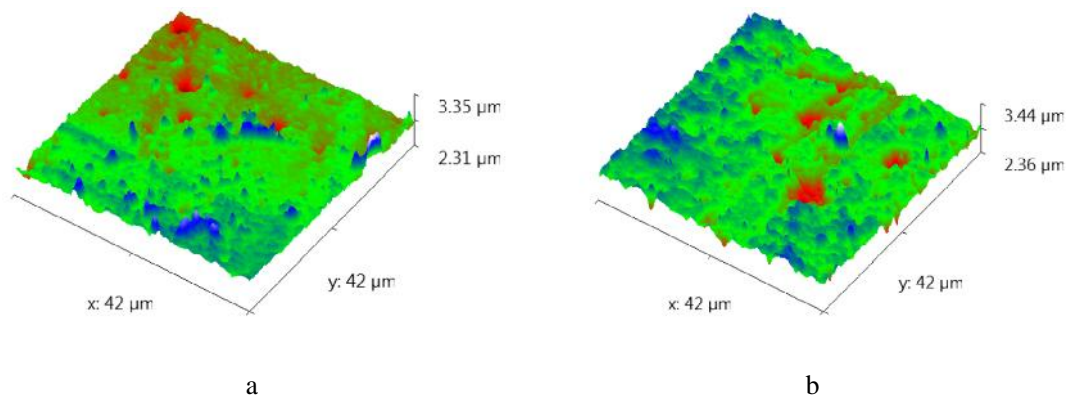 3.35 µm
2.31 µm
y: 42 µm
x: 42 µm
a
3.44 µm
2.36 µm
y: 42 µm
x: 42 µm
b